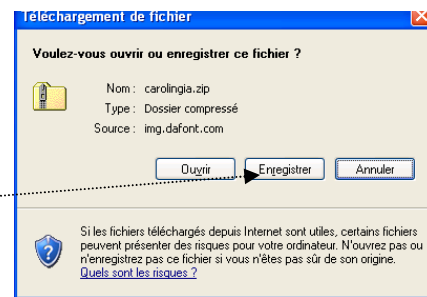 Téléchargement de fichier
Voulez-vous ouvrir ou enregistrer ce fichier ?
Nom : carolingia.zip
Type : Dossier compressé
Source : img.dafont.com
Ouvrir Enregistrer Annuler
Si les fichiers téléchargés depuis Internet sont utiles, certains fichiers
peuvent présenter des risques pour votre ordinateur. N'ouvrez pas ou
n'enregistrez pas ce fichier si vous n'êtes pas sûr de son origine.
Quels sont les risques ?